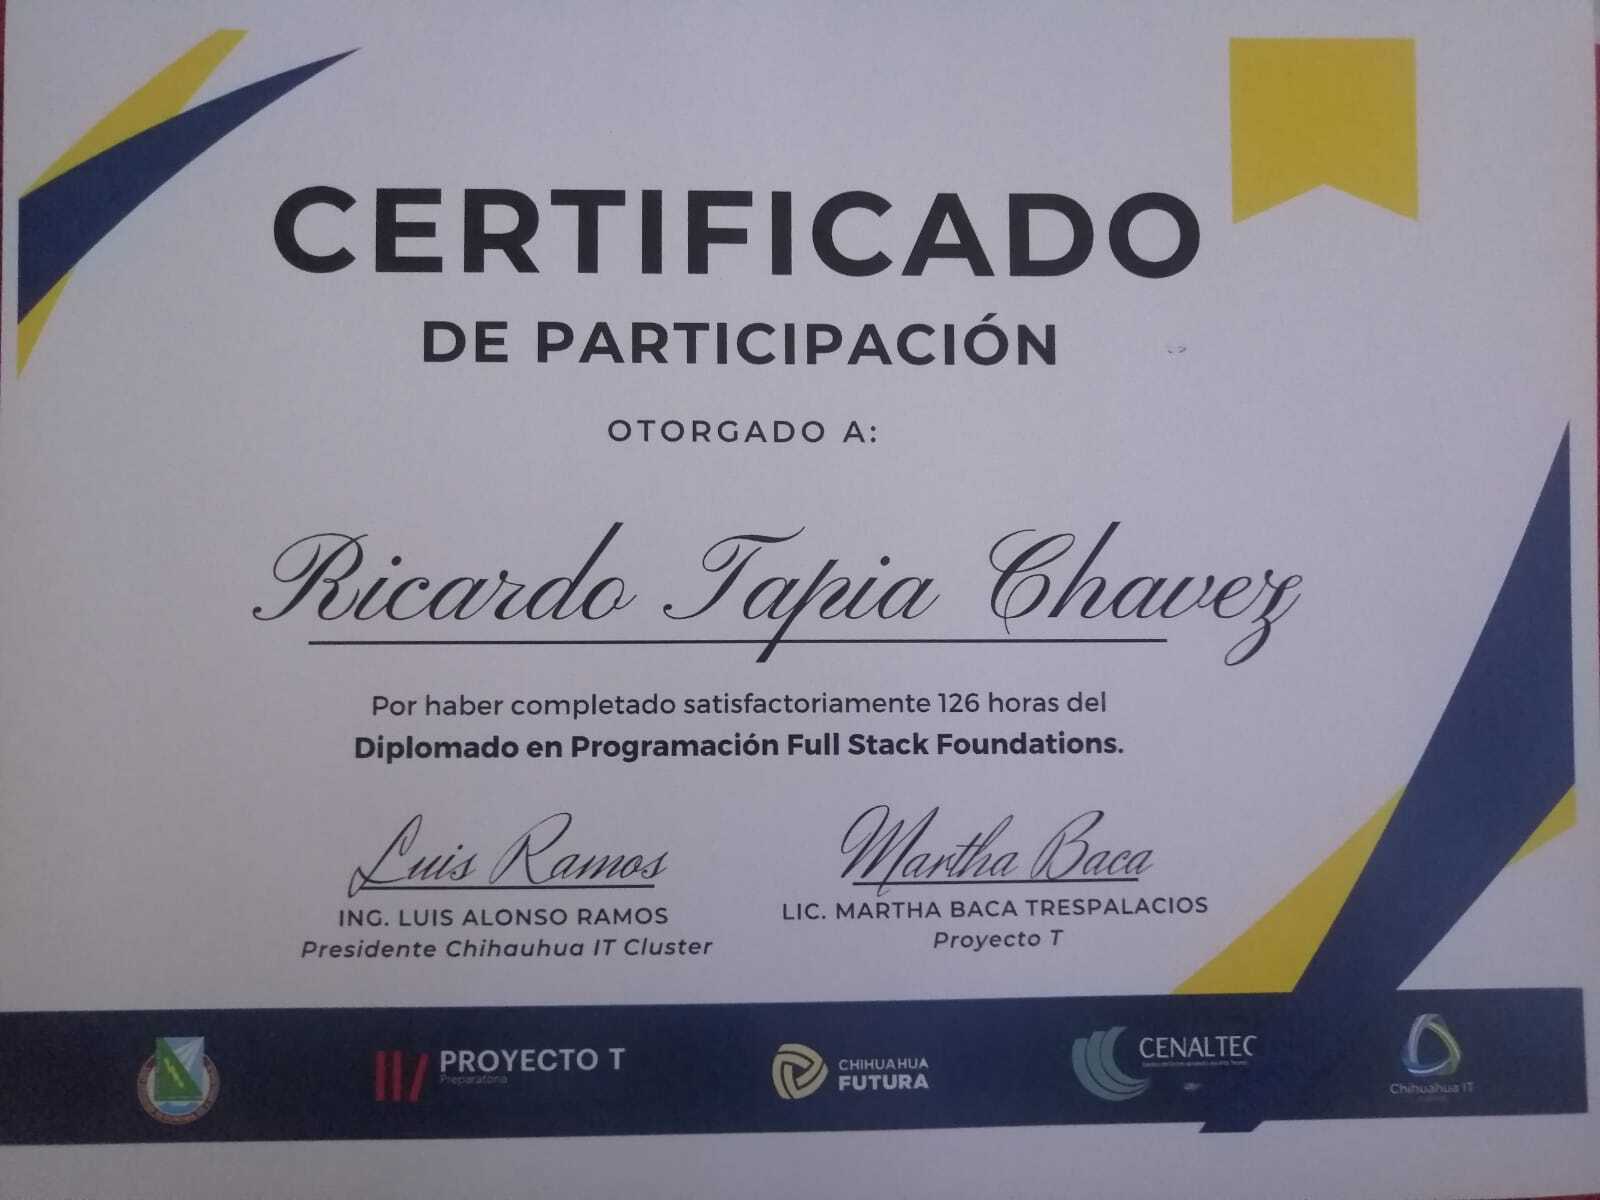 CERTIFICADO
DE PARTICIPACIÓN
OTORGADO A:
Ricardo Tapia Chavez
Por haber completado satisfactoriamente 126 horas del
Diplomado en Programación Full Stack Foundations.
Luis Ramos
ING. LUIS ALONSO RAMOS
Presidente Chihauhua IT Cluster
Martha Baca
LIC. MARTHA BACA TRESPALACIOS
Proyecto T
PROYECTO T
Preparatoria
CHIHUAHUA
FUTURA
CENALTEC
Chihuahua IT